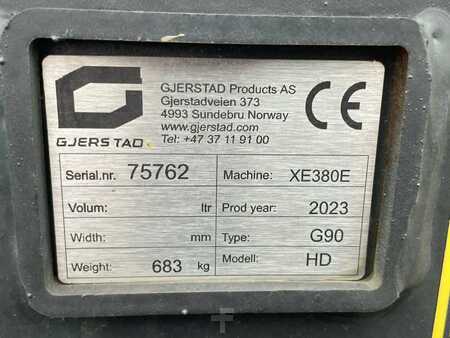 GJERSTAD Products AS
Gjerstadveien 373
4993 Sundebru Norway
www.gjerstad.com
Tel: +47 37 11 91 00
GJERSTAD
CE
Serial.nr. 75762 Machine: XE380E
Volum: ltr Prod year: 2023
Width: mm Type: G90
Weight: 683 kg Modell: HD